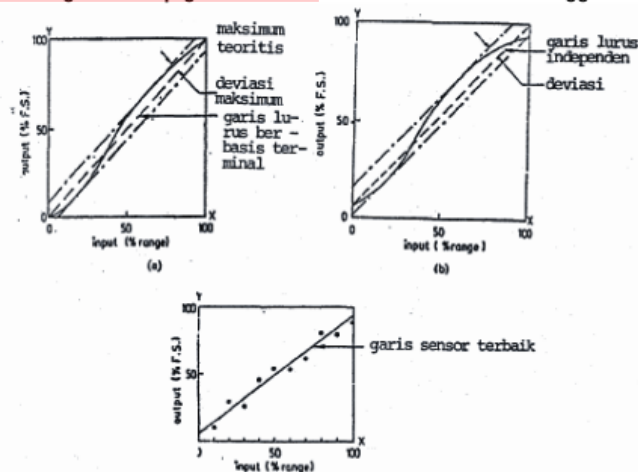 Y
100
50
0
output (% F.S.)
50
100
X
input (% range)
(a)
maksimum
teoritis
deviasi
maksimum
garis lu-
rus ber -
basis ter-
minal
Y
100
50
0
output (% F.S.)
50
100
X
input (% range)
(b)
garis lurus
independen
deviasi
Y
100
50
0
output (% F.S.)
50
100
X
input (% range)
garis sensor terbaik